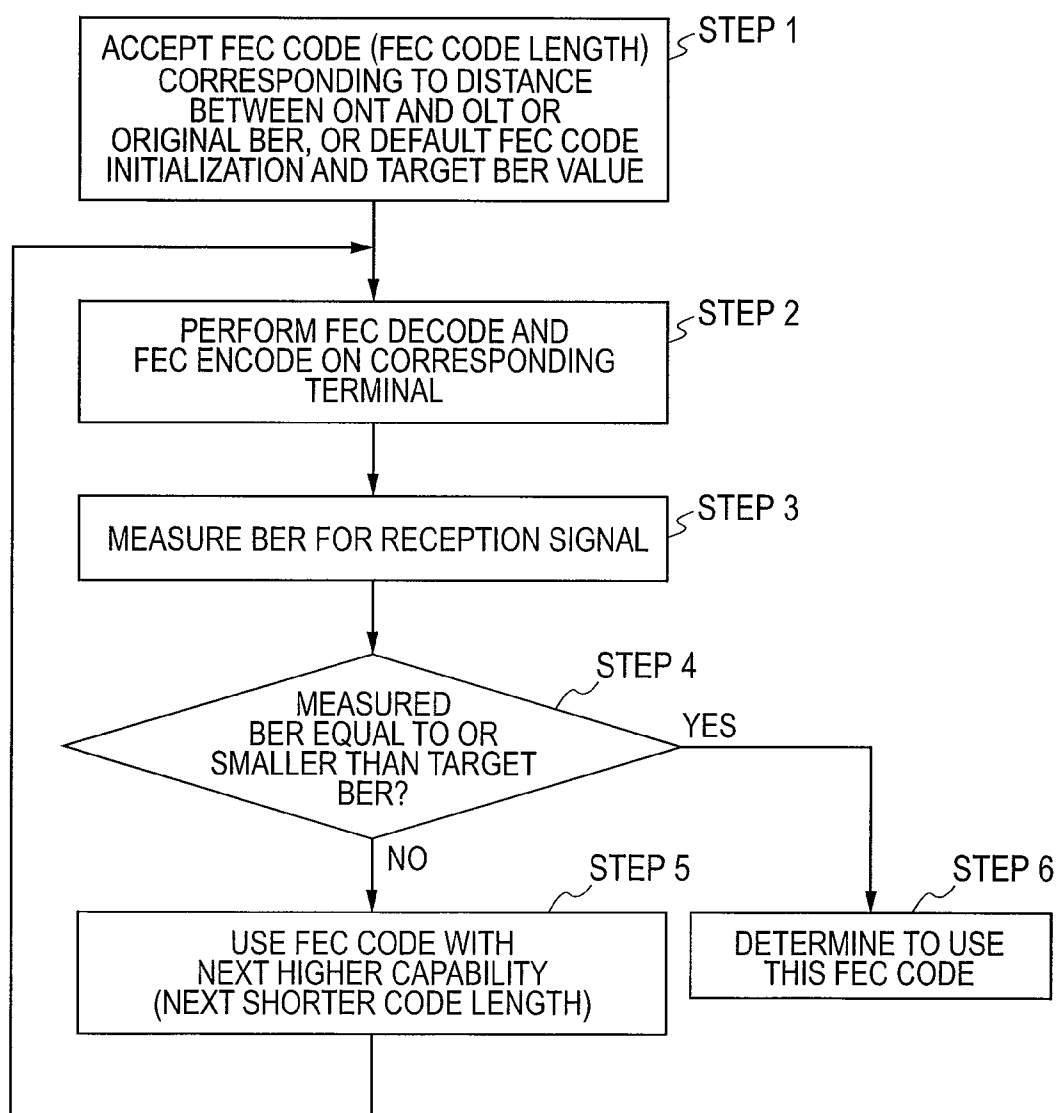 STEP 1
ACCEPT FEC CODE (FEC CODE LENGTH)
CORRESPONDING TO DISTANCE
BETWEEN ONT AND OLT OR
ORIGINAL BER, OR DEFAULT FEC CODE
INITIALIZATION AND TARGET BER VALUE
STEP 2
PERFORM FEC DECODE AND
FEC ENCODE ON CORRESPONDING
TERMINAL
STEP 3
MEASURE BER FOR RECEPTION SIGNAL
STEP 4
MEASURED
BER EQUAL TO OR
SMALLER THAN TARGET
BER?
YES
NO
STEP 5
USE FEC CODE WITH
NEXT HIGHER CAPABILITY
(NEXT SHORTER CODE LENGTH)
STEP 6
DETERMINE TO USE
THIS FEC CODE